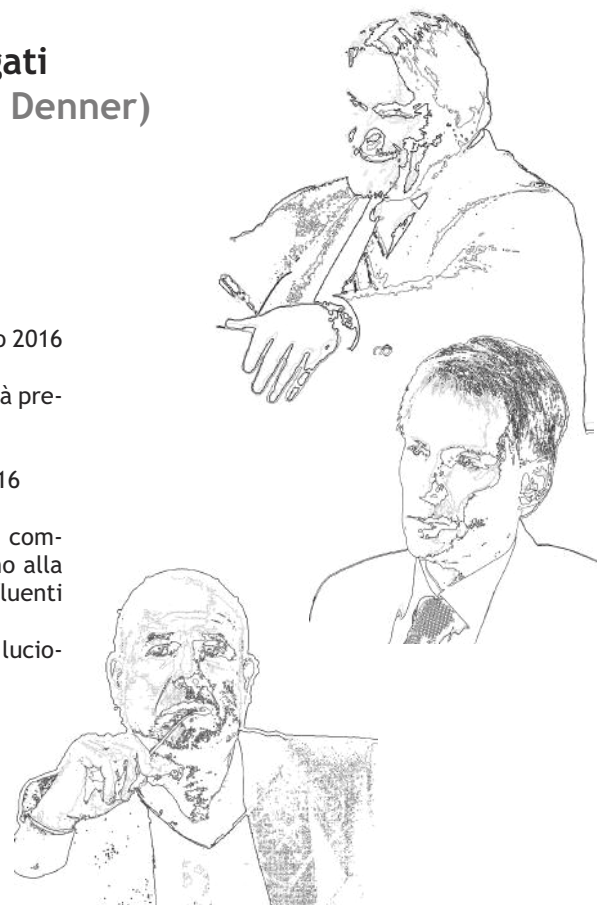 gati
Denner)
o 2016
à pre-
16
com-
no alla
luenti
lucio-